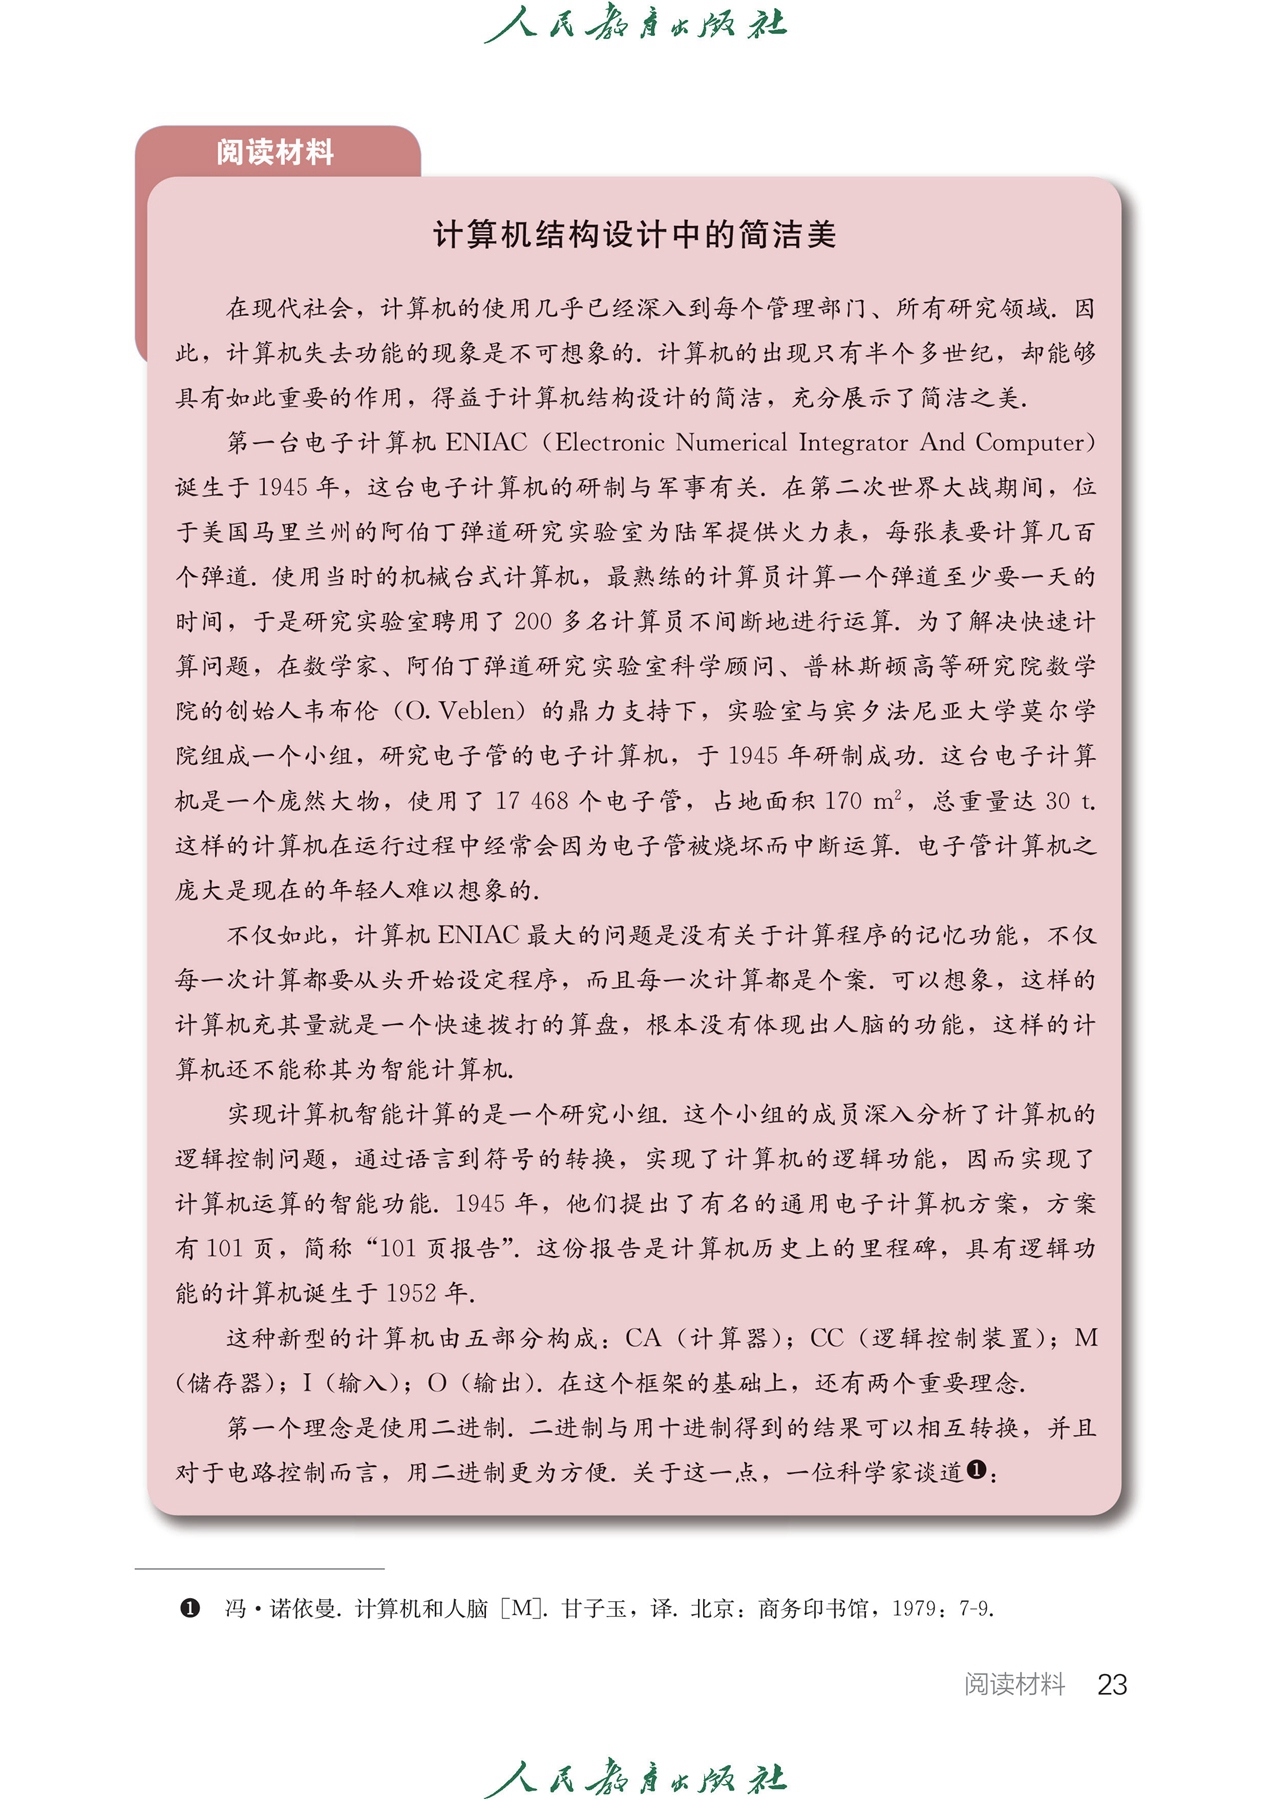 人民教育出版社
阅读材料
计算机结构设计中的简洁美
在现代社会，计算机的使用几乎已经深入到每个管理部门、所有研究领域. 因
此，计算机失去功能的现象是不可想象的. 计算机的出现只有半个多世纪，却能够
具有如此重要的作用，得益于计算机结构设计的简洁，充分展示了简洁之美.
第一台电子计算机 ENIAC（Electronic Numerical Integrator And Computer）
诞生于 1945 年，这台电子计算机的研制与军事有关. 在第二次世界大战期间，位
于美国马里兰州的阿伯丁弹道研究实验室为陆军提供火力表，每张表要计算几百
个弹道. 使用当时的机械台式计算机，最熟练的计算员计算一个弹道至少要一天的
时间，于是研究实验室聘用了 200 多名计算员不间断地进行运算. 为了解决快速计
算问题，在数学家、阿伯丁弹道研究实验室科学顾问、普林斯顿高等研究院数学
院的创始人韦布伦（O. Veblen）的鼎力支持下，实验室与宾夕法尼亚大学莫尔学
院组成一个小组，研究电子管的电子计算机，于 1945 年研制成功. 这台电子计算
机是一个庞然大物，使用了 17 468 个电子管，占地面积 170 m²，总重量达 30 t.
这样的计算机在运行过程中经常会因为电子管被烧坏而中断运算. 电子管计算机之
庞大是现在的年轻人难以想象的.
不仅如此，计算机 ENIAC 最大的问题是没有关于计算程序的记忆功能，不仅
每一次计算都要从头开始设定程序，而且每一次计算都是个案. 可以想象，这样的
计算机充其量就是一个快速拨打的算盘，根本没有体现出人脑的功能，这样的计
算机还不能称其为智能计算机.
实现计算机智能计算的是一个研究小组. 这个小组的成员深入分析了计算机的
逻辑控制问题，通过语言到符号的转换，实现了计算机的逻辑功能，因而实现了
计算机运算的智能功能. 1945 年，他们提出了有名的通用电子计算机方案，方案
有 101 页，简称“101 页报告”. 这份报告是计算机历史上的里程碑，具有逻辑功
能的计算机诞生于 1952 年.
这种新型的计算机由五部分构成：CA（计算器）；CC（逻辑控制装置）；M
（储存器）；I（输入）；O（输出）. 在这个框架的基础上，还有两个重要理念.
第一个理念是使用二进制. 二进制与用十进制得到的结果可以相互转换，并且
对于电路控制而言，用二进制更为方便. 关于这一点，一位科学家谈道❶：
❶ 冯·诺依曼. 计算机和人脑［M］. 甘子玉，译. 北京：商务印书馆，1979：7-9.
阅读材料 23
人民教育出版社